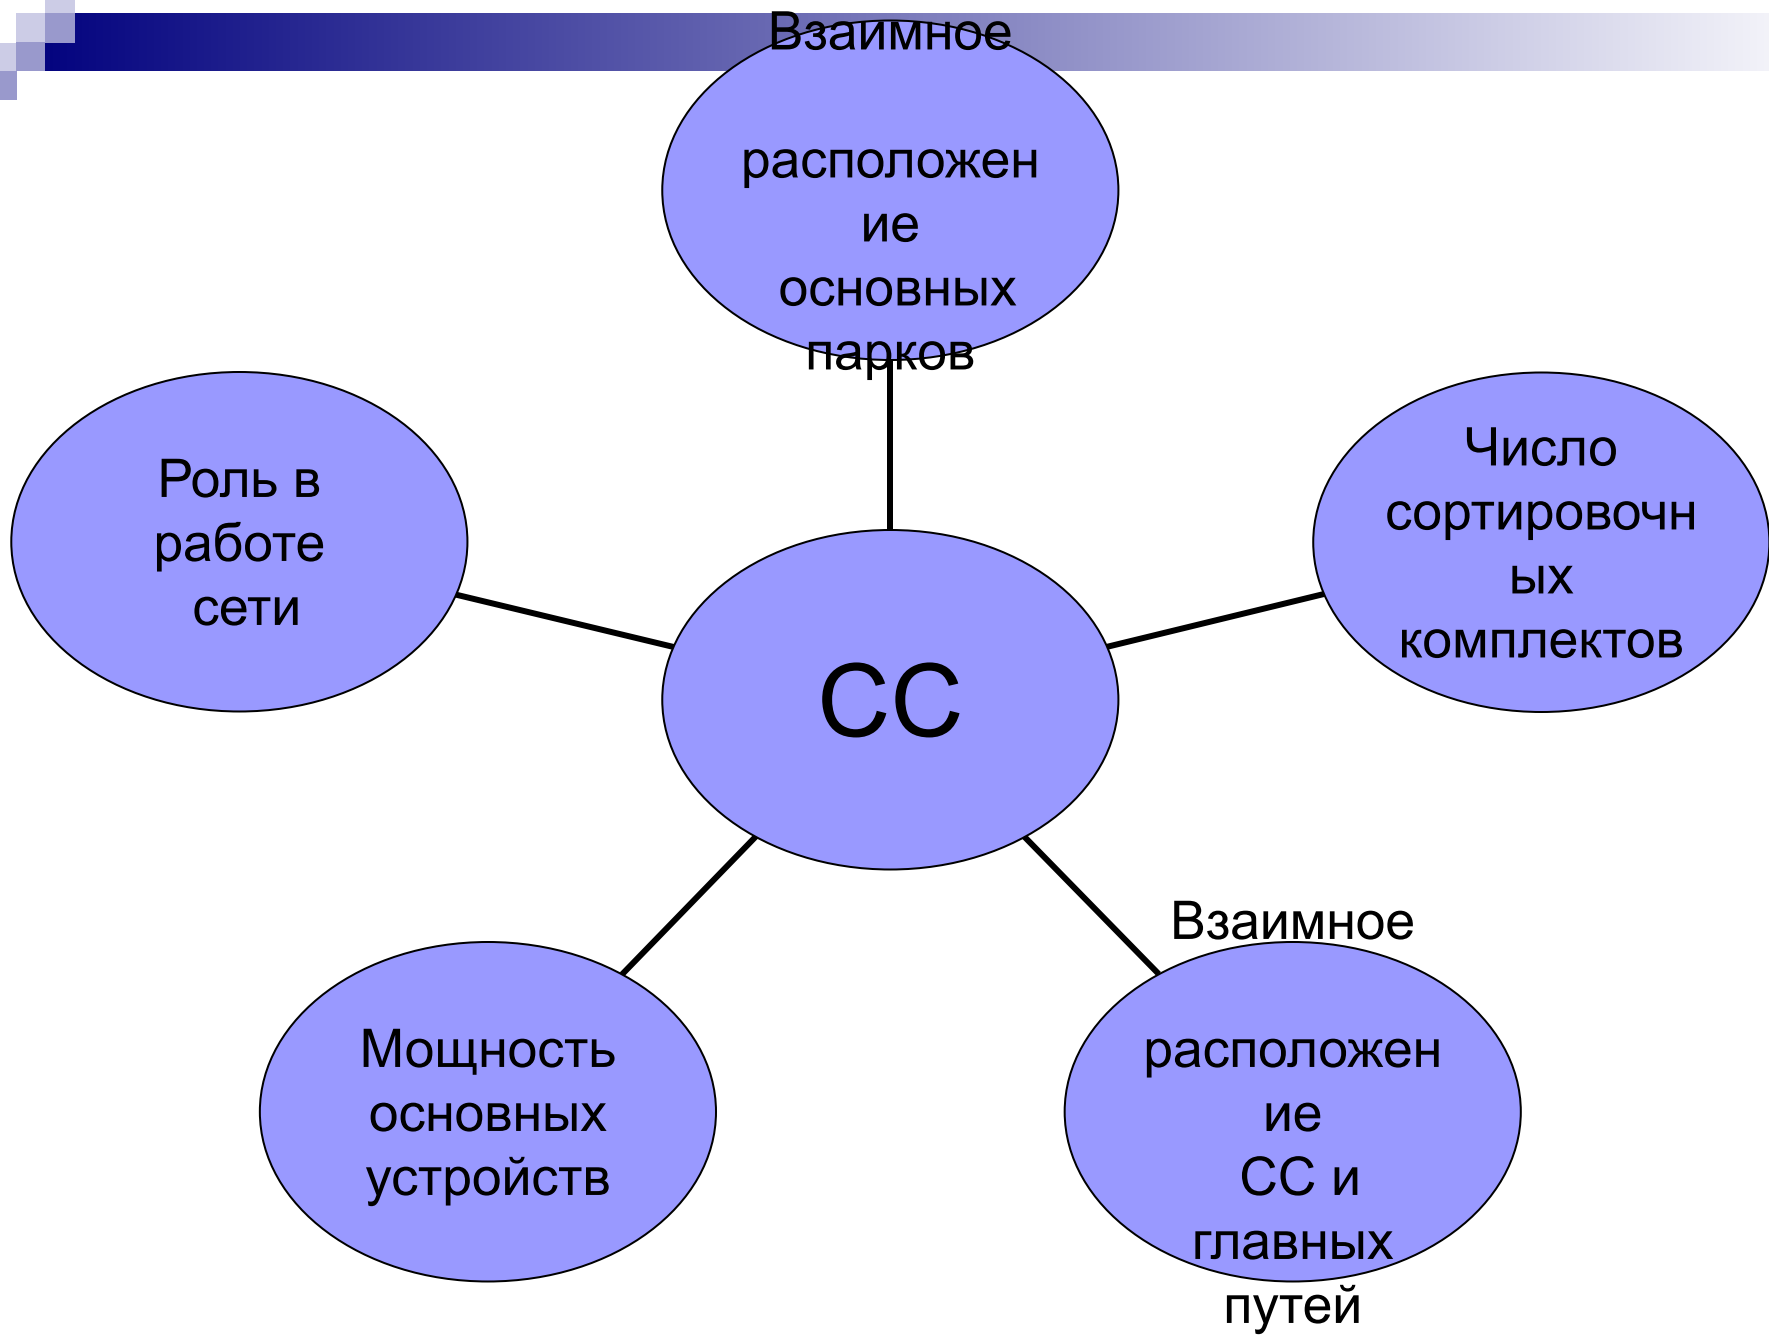 Взаимное
расположен
ие
основных
парков
Роль в
работе
сети
Число
сортировочн
ых
комплектов
СС
Мощность
основных
устройств
Взаимное
расположен
ие
СС и
главных
путей